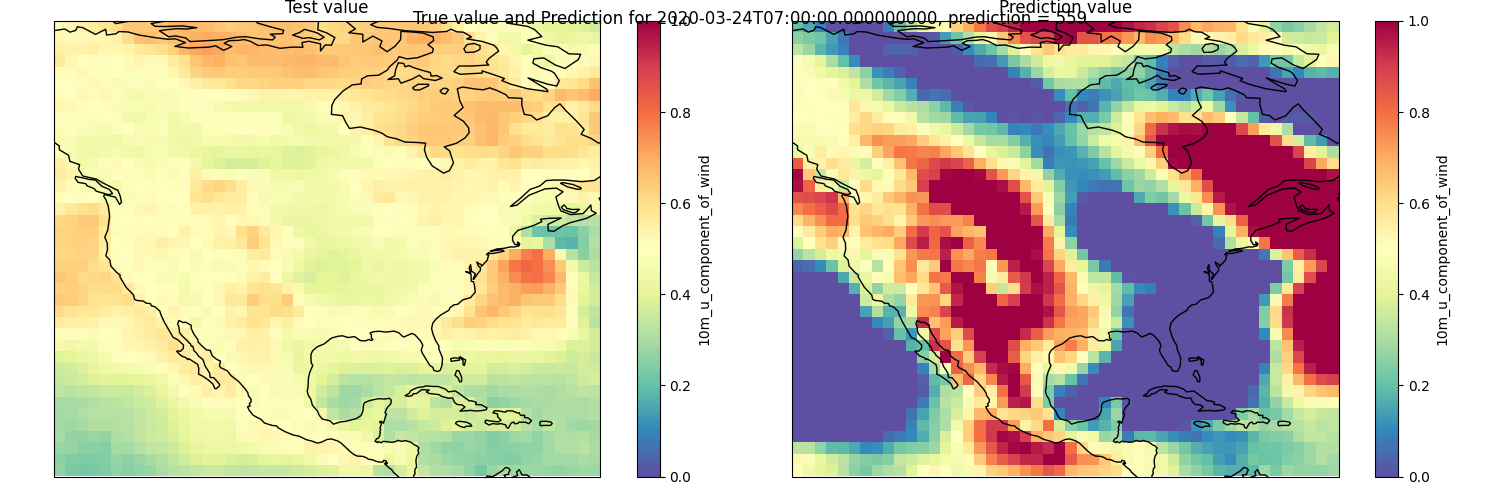 Test value
True value and Prediction for 2020-03-24T07:00:00.000000000, prediction = 559
Prediction value
1.0
0.8
0.6
0.4
0.2
0.0
10m_u_component_of_wind
1.0
0.8
0.6
0.4
0.2
0.0
10m_u_component_of_wind